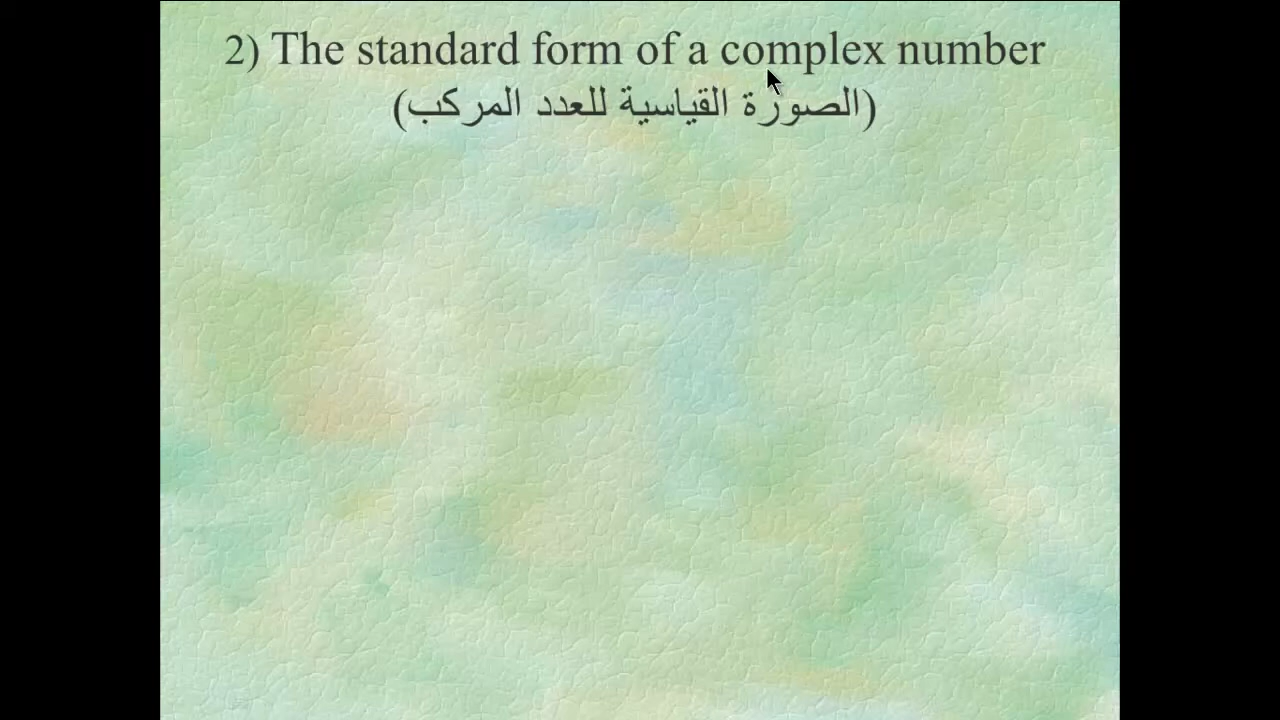 2) The standard form of a complex number
(الصورة القياسية للعدد المركب)